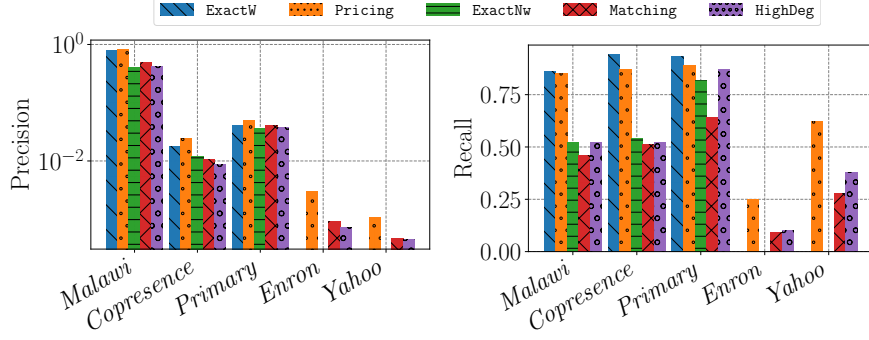 ExactW Pricing ExactNw Matching HighDeg
Precision
10^0
10^-2
Malawi
Copresence
Primary
Enron
Yahoo
Recall
0.75
0.50
0.25
0.00
Malawi
Copresence
Primary
Enron
Yahoo